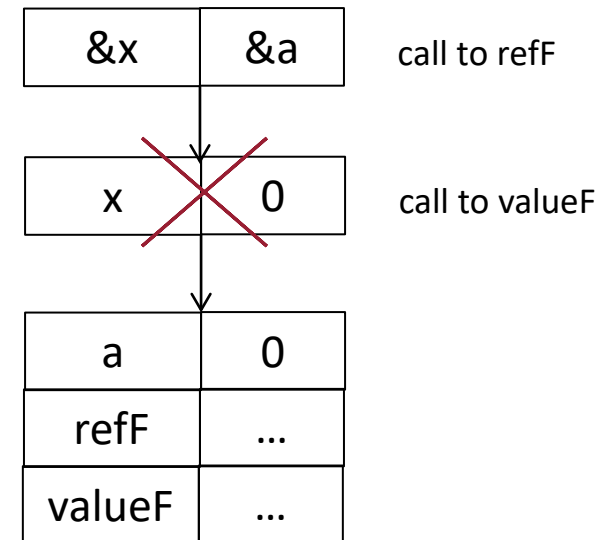 &x &a call to refF
x 0 call to valueF
a 0
refF ...
valueF ...